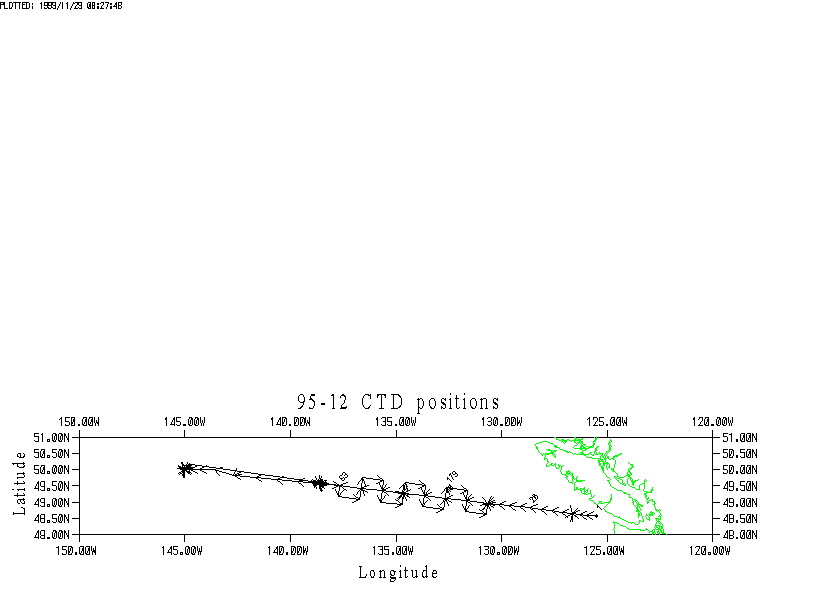 PLOTTED: 1999/11/29 08:27:48
95-12 CTD positions
150.00W 145.00W 140.00W 135.00W 130.00W 125.00W 120.00W
51.00N 51.00N
50.50N 50.50N
50.00N 50.00N
49.50N 49.50N
49.00N 49.00N
48.50N 48.50N
48.00N 48.00N
Latitude
179
150.00W 145.00W 140.00W 135.00W 130.00W 125.00W 120.00W
Longitude